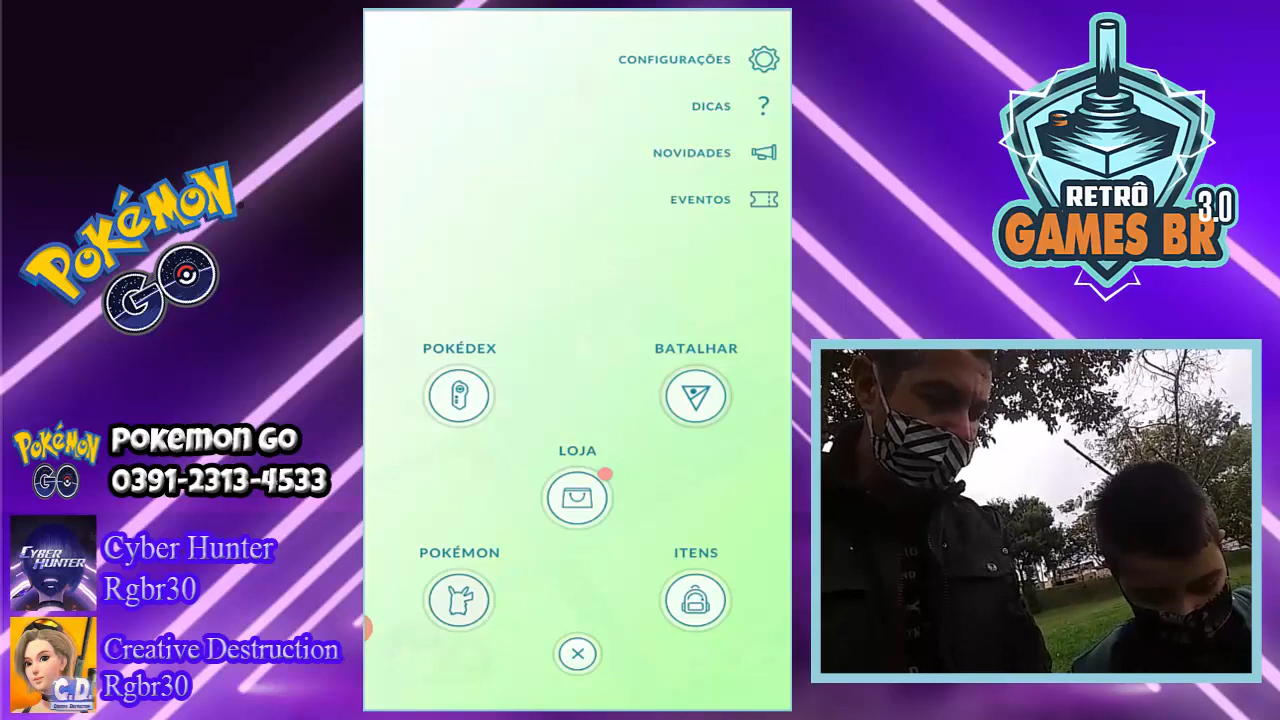 POKÉMON
GO
POKÉMON
GO
Pokemon Go
0391-2313-4533
CYBER
HUNTER
Cyber Hunter
Rgbr30
C.D.
Creative Destruction
Rgbr30
CONFIGURAÇÕES
DICAS
?
NOVIDADES
EVENTOS
POKÉDEX
BATALHAR
LOJA
POKÉMON
ITENS
RETRÔ
3.0
GAMES BR